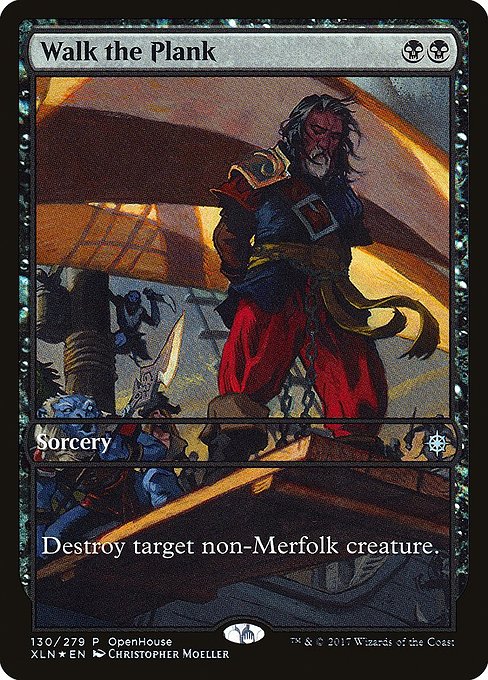 Walk the Plank
Sorcery
Destroy target non-Merfolk creature.
130/279 P OpenHouse
XLN ★ EN Christopher Moeller
™ & © 2017 Wizards of the Coast